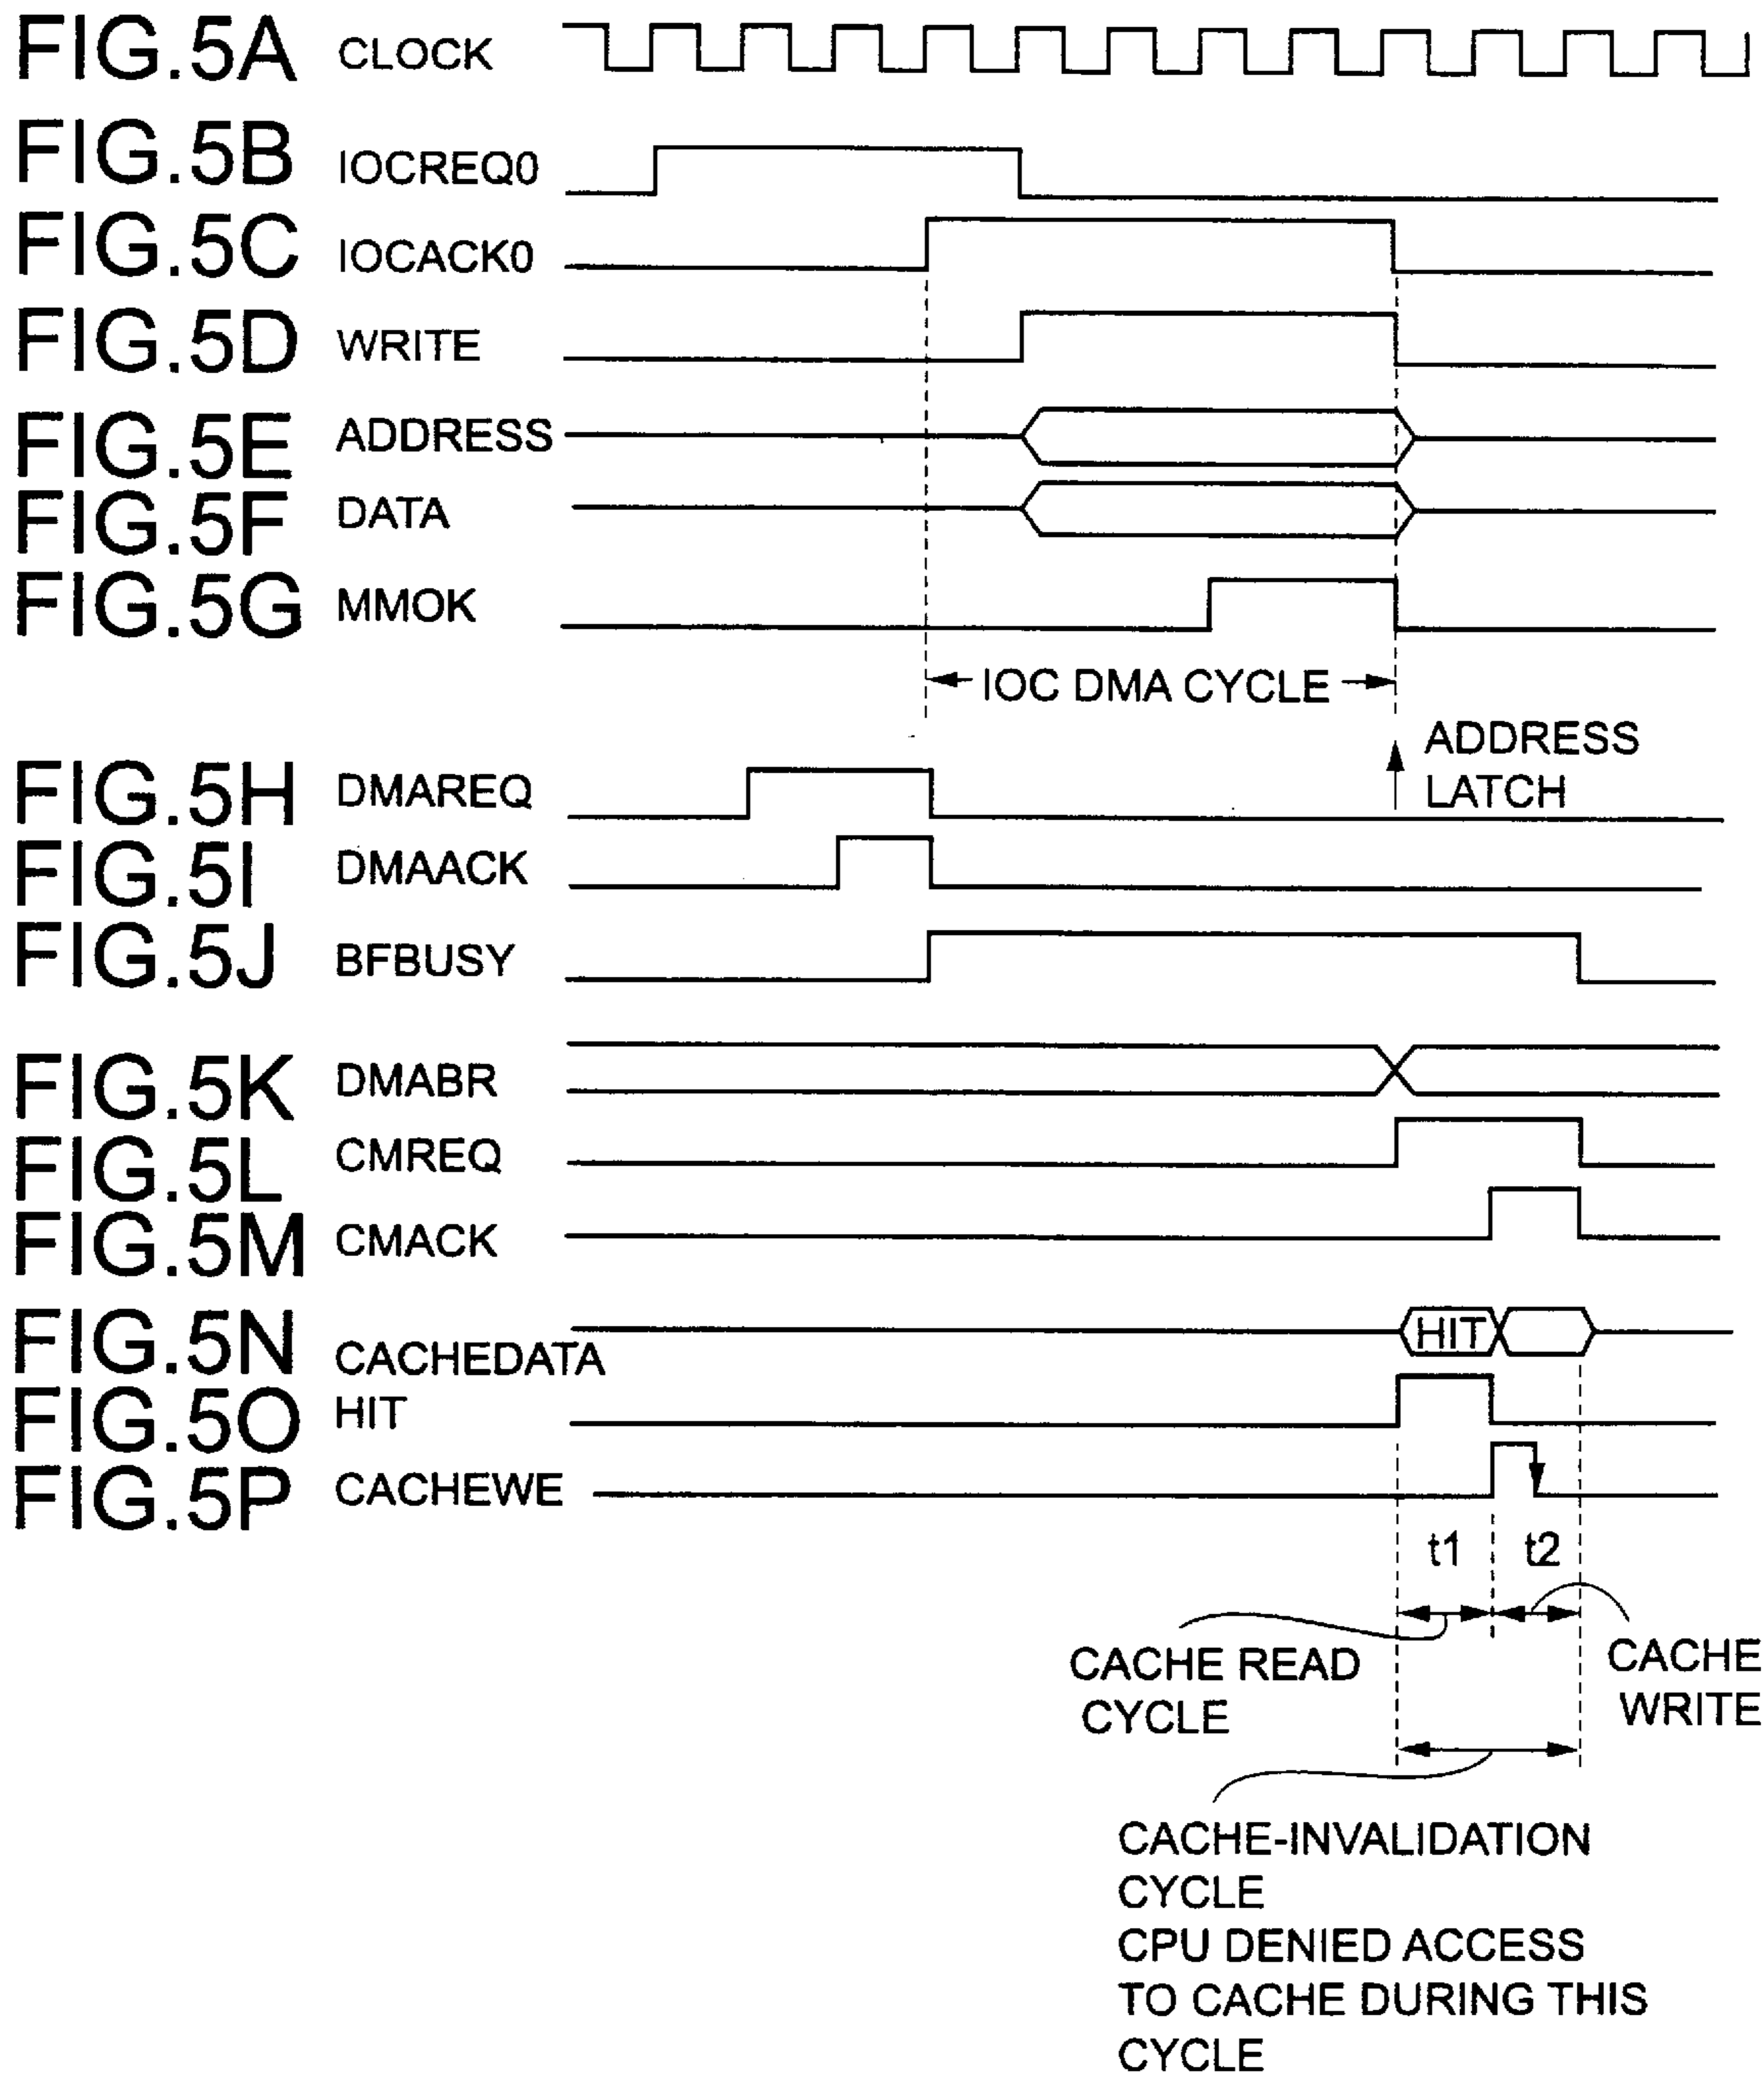 FIG.5A CLOCK
FIG.5B IOCREQ0
FIG.5C IOCACK0
FIG.5D WRITE
FIG.5E ADDRESS
FIG.5F DATA
FIG.5G MMOK
IOC DMA CYCLE
ADDRESS
LATCH
FIG.5H DMAREQ
FIG.5I DMAACK
FIG.5J BFBUSY
FIG.5K DMABR
FIG.5L CMREQ
FIG.5M CMACK
FIG.5N CACHEDATA HIT
FIG.5O HIT
FIG.5P CACHEWE
t1 t2
CACHE READ
CYCLE
CACHE
WRITE
CACHE-INVALIDATION
CYCLE
CPU DENIED ACCESS
TO CACHE DURING THIS
CYCLE